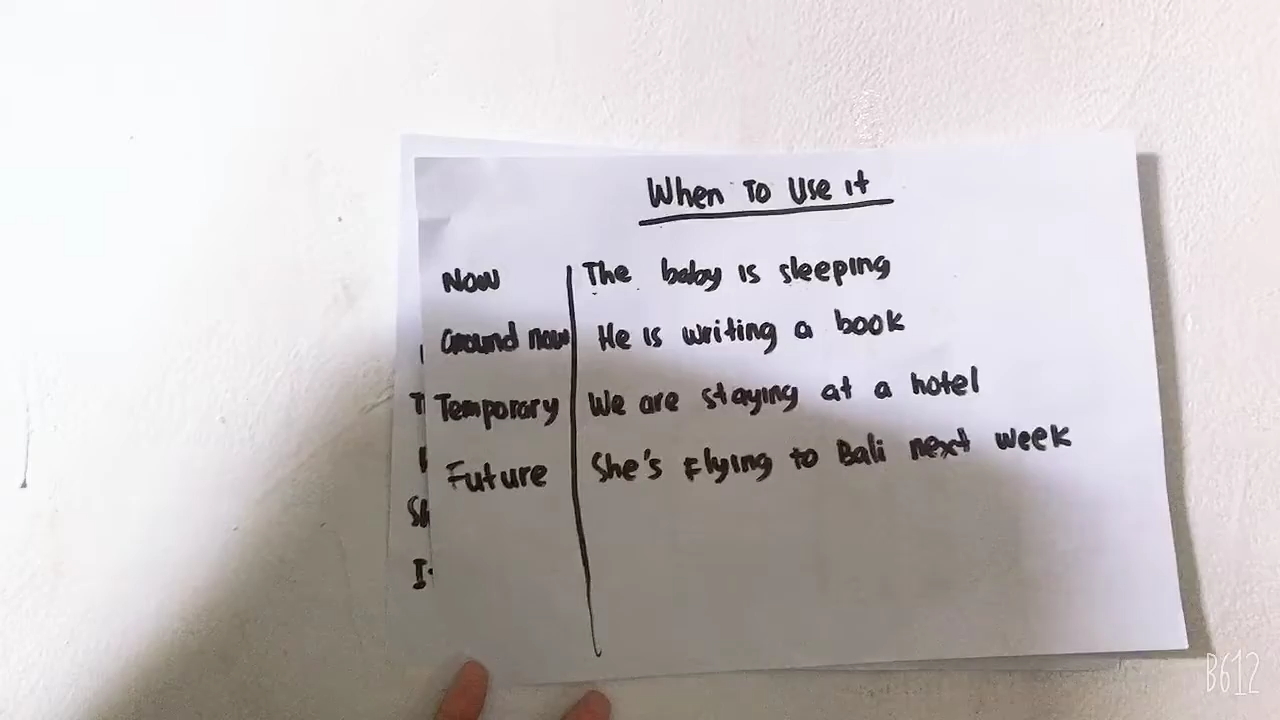 When To Use it
Now | The baby is sleeping
around now | He is writing a book
Temporary | We are staying at a hotel
Future | She's Flying to Bali next week
B612